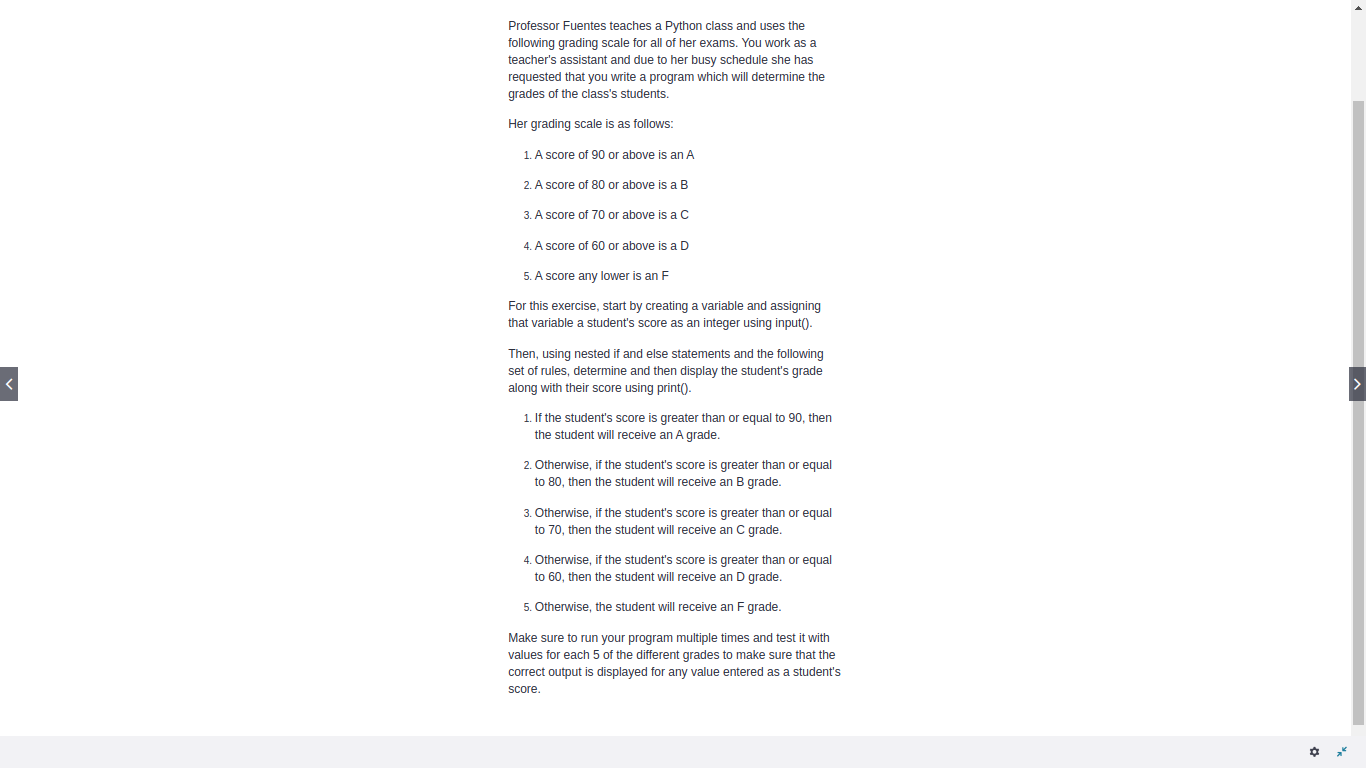 Professor Fuentes teaches a Python class and uses the
following grading scale for all of her exams. You work as a
teacher's assistant and due to her busy schedule she has
requested that you write a program which will determine the
grades of the class's students.
Her grading scale is as follows:
1. A score of 90 or above is an A
2. A score of 80 or above is a B
3. A score of 70 or above is a C
4. A score of 60 or above is a D
5. A score any lower is an F
For this exercise, start by creating a variable and assigning
that variable a student's score as an integer using input().
Then, using nested if and else statements and the following
set of rules, determine and then display the student's grade
along with their score using print().
1. If the student's score is greater than or equal to 90, then
the student will receive an A grade.
2. Otherwise, if the student's score is greater than or equal
to 80, then the student will receive an B grade.
3. Otherwise, if the student's score is greater than or equal
to 70, then the student will receive an C grade.
4. Otherwise, if the student's score is greater than or equal
to 60, then the student will receive an D grade.
5. Otherwise, the student will receive an F grade.
Make sure to run your program multiple times and test it with
values for each 5 of the different grades to make sure that the
correct output is displayed for any value entered as a student's
score.